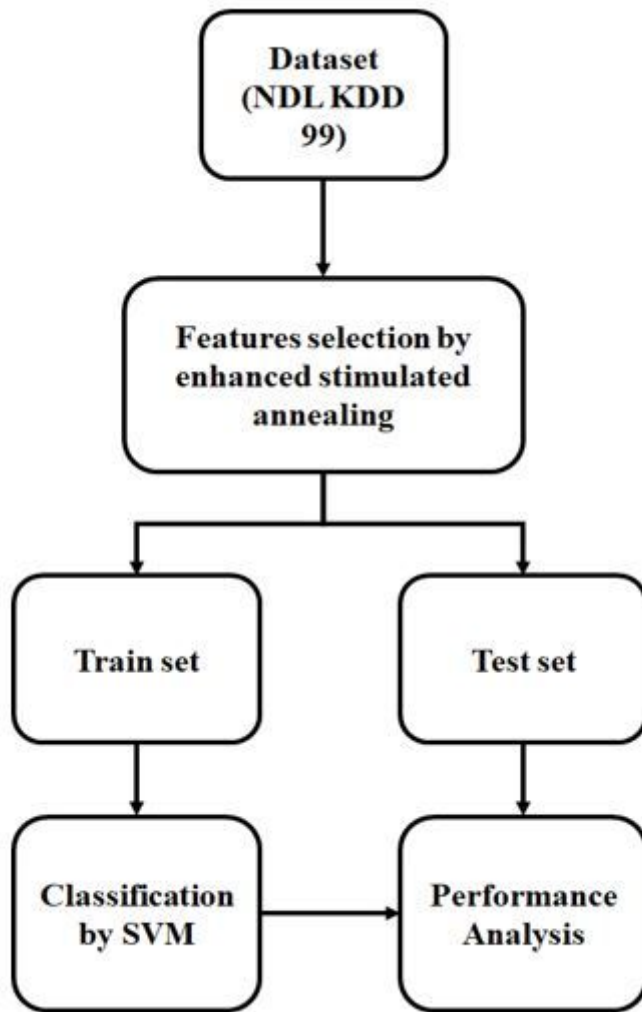 Dataset
(NDL KDD
99)
Features selection by
enhanced stimulated
annealing
Train set
Test set
Classification
by SVM
Performance
Analysis